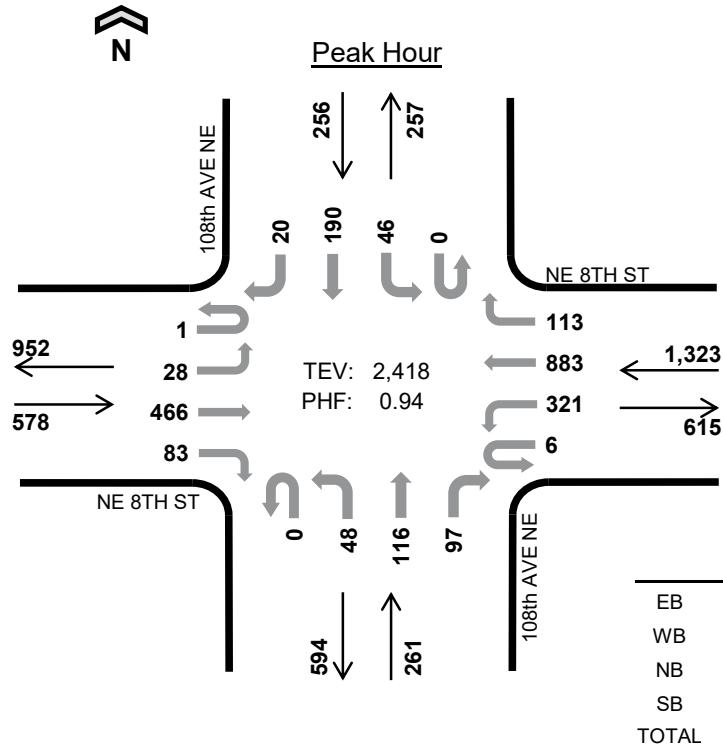 N
Peak Hour
256
257
108th AVE NE
20
190
46
0
NE 8TH ST
1
113
952
28
TEV: 2,418
883
1,323
578
466
PHF: 0.94
321
615
83
6
NE 8TH ST
0
48
116
97
108th AVE NE
594
261
EB
WB
NB
SB
TOTAL